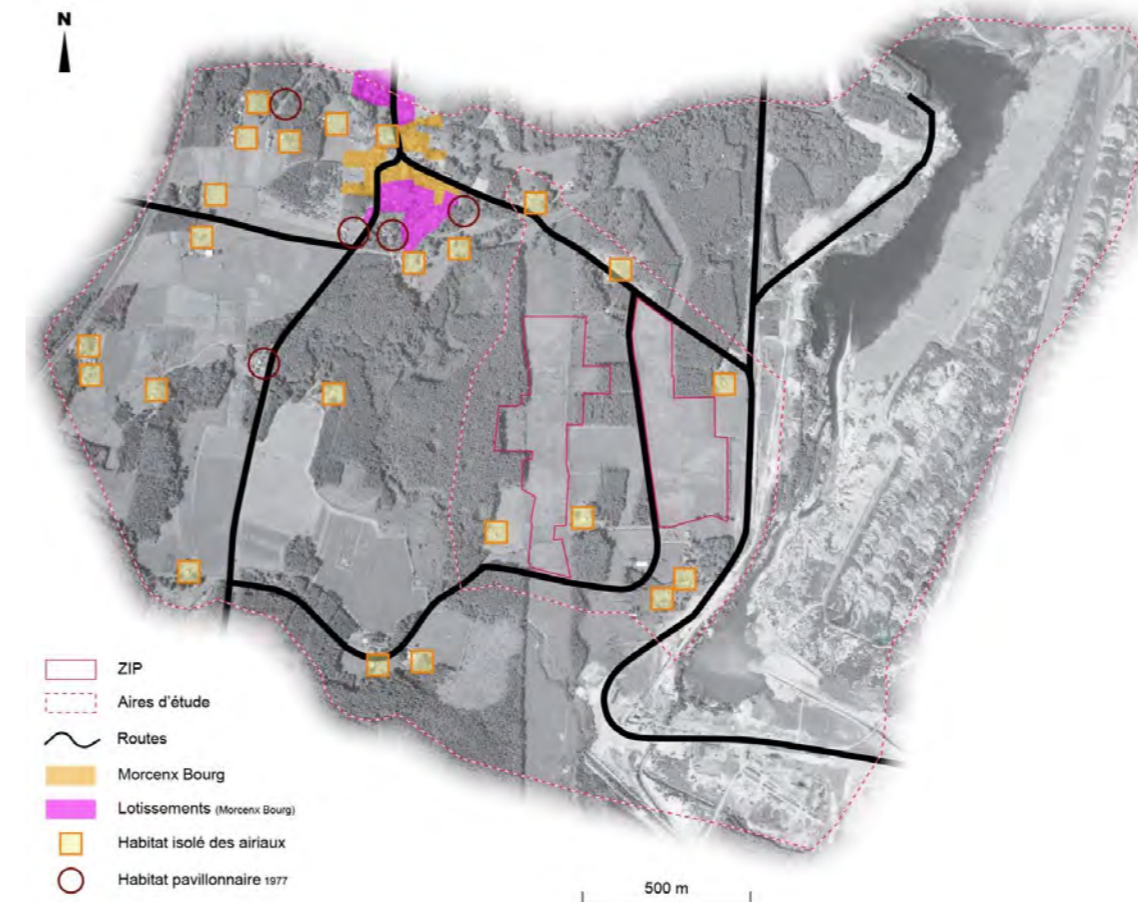 N
ZIP
Aires d'étude
Routes
Morcenx Bourg
Lotissements (Morcenx Bourg)
Habitat isolé des airiaux
Habitat pavillonnaire 1977
500 m